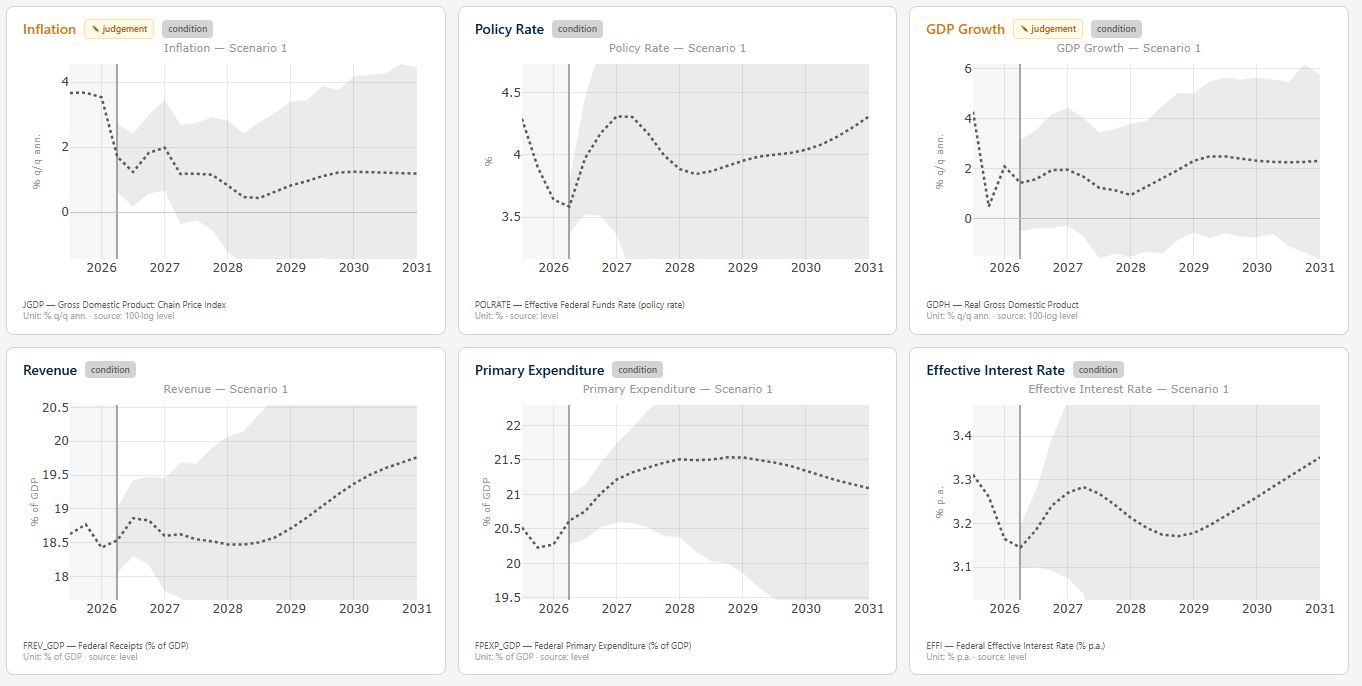 Inflation judgement condition
Inflation — Scenario 1
4
2
0
% q/q ann.
2026 2027 2028 2029 2030 2031
JGDP — Gross Domestic Product: Chain Price Index
Unit: % q/q ann. · source: 100·log level
Policy Rate condition
Policy Rate — Scenario 1
4.5
4
3.5
%
2026 2027 2028 2029 2030 2031
POLRATE — Effective Federal Funds Rate (policy rate)
Unit: % · source: level
GDP Growth judgement condition
GDP Growth — Scenario 1
6
4
2
0
% q/q ann.
2026 2027 2028 2029 2030 2031
GDPH — Real Gross Domestic Product
Unit: % q/q ann. · source: 100·log level
Revenue condition
Revenue — Scenario 1
20.5
20
19.5
19
18.5
18
% of GDP
2026 2027 2028 2029 2030 2031
FREV_GDP — Federal Receipts (% of GDP)
Unit: % of GDP · source: level
Primary Expenditure condition
Primary Expenditure — Scenario 1
22
21.5
21
20.5
20
19.5
% of GDP
2026 2027 2028 2029 2030 2031
FPEXP_GDP — Federal Primary Expenditure (% of GDP)
Unit: % of GDP · source: level
Effective Interest Rate condition
Effective Interest Rate — Scenario 1
3.4
3.3
3.2
3.1
% p.a.
2026 2027 2028 2029 2030 2031
EFFI — Federal Effective Interest Rate (% p.a.)
Unit: % p.a. · source: level